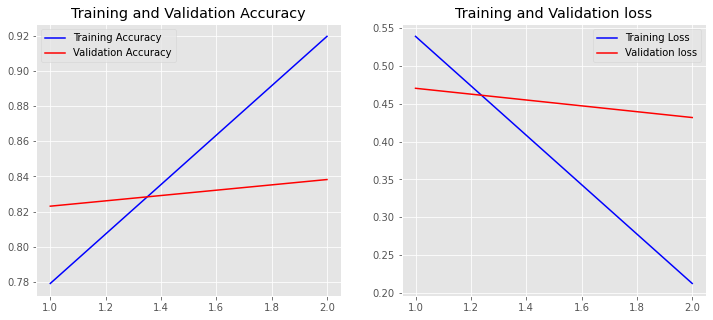 Training and Validation Accuracy
Training Accuracy
Validation Accuracy
0.92
0.90
0.88
0.86
0.84
0.82
0.80
0.78
1.0 1.2 1.4 1.6 1.8 2.0
Training and Validation loss
Training Loss
Validation loss
0.55
0.50
0.45
0.40
0.35
0.30
0.25
0.20
1.0 1.2 1.4 1.6 1.8 2.0